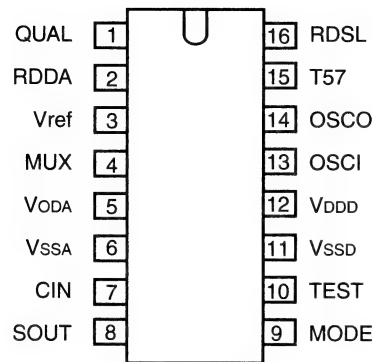 QUAL 1 16 RDSL
RDDA 2 15 T57
Vref 3 14 OSCO
MUX 4 13 OSCI
VODA 5 12 VDDD
VSSA 6 11 VSSD
CIN 7 10 TEST
SOUT 8 9 MODE